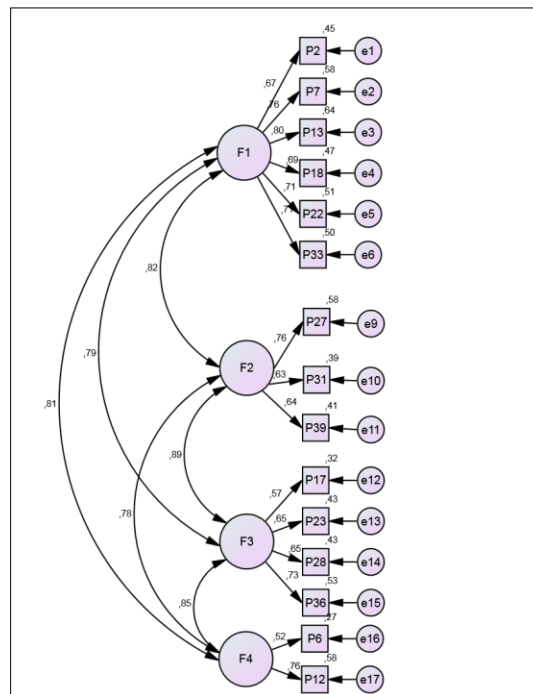 ,45
P2
e1
,67
,58
P7
e2
,76
,64
P13
e3
,80
,47
F1
P18
e4
,69
,51
,71
P22
e5
,50
P33
e6
,82
,58
P27
e9
,76
,79
,39
F2
,63
P31
e10
,81
,64
,41
P39
e11
,89
,32
P17
e12
,57
,43
,78
P23
e13
,65
,43
F3
,65
P28
e14
,73
,53
P36
e15
,85
,27
,52
P6
e16
F4
,58
,76
P12
e17